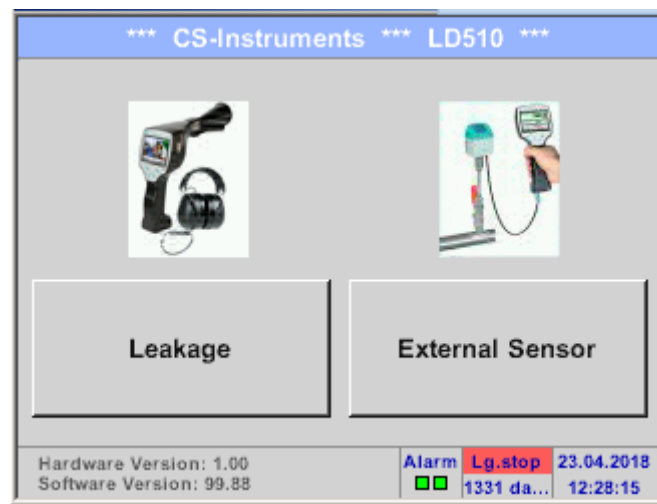 *** CS-Instruments *** LD510 ***
Leakage
External Sensor
Hardware Version: 1.00
Software Version: 99.88
Alarm
Lg.stop
1331 da...
23.04.2018
12:28:15